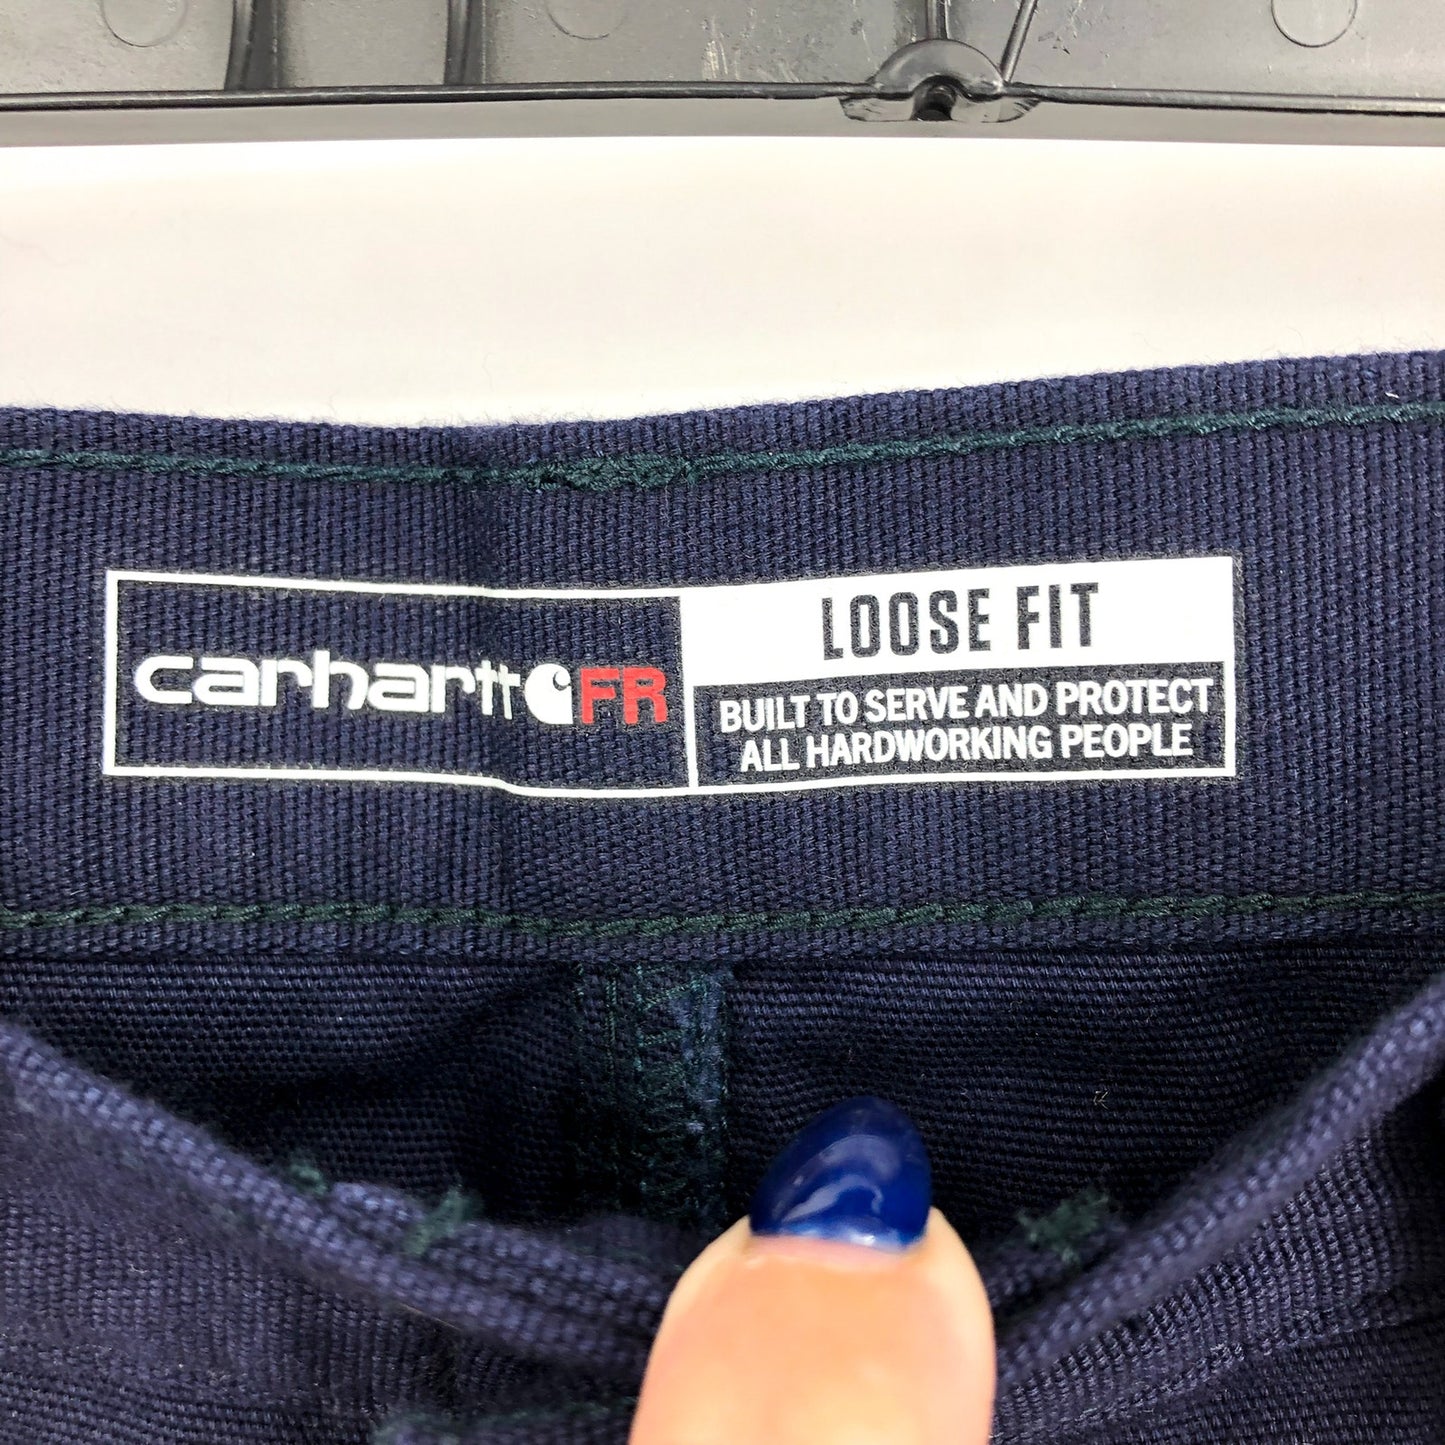 carhartt FR
LOOSE FIT
BUILT TO SERVE AND PROTECT
ALL HARDWORKING PEOPLE